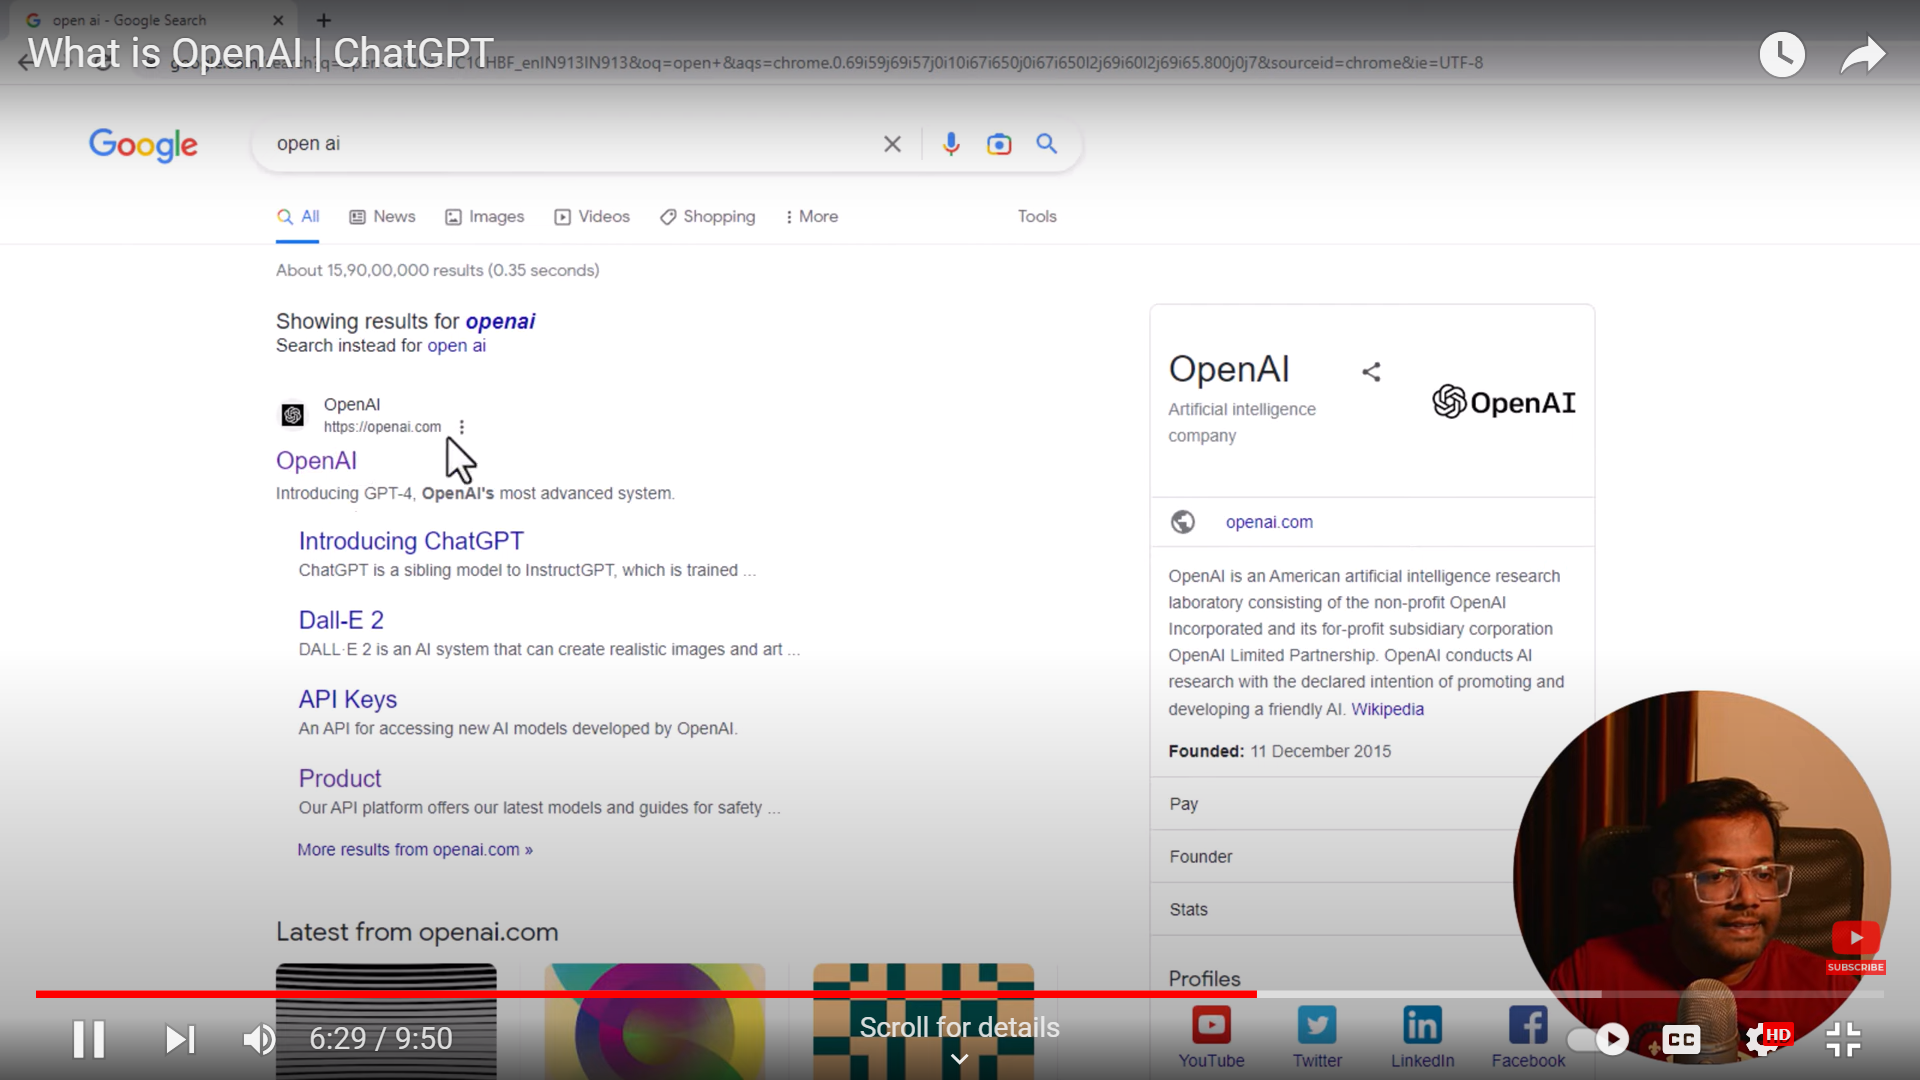 open ai - Google Search
What is OpenAI | ChatGPT
HBF_enIN913IN913&oq=open+&aqs=chrome.0.69i59j69i57j0i10i67i650j0i67i650l2j69i60l2j69i65.800j0j7&sourceid=chrome&ie=UTF-8
Google
open ai
All
News
Images
Videos
Shopping
More
Tools
About 15,90,00,000 results (0.35 seconds)
Showing results for openai
Search instead for open ai
OpenAI
https://openai.com
OpenAI
Introducing GPT-4, OpenAI's most advanced system.
Introducing ChatGPT
ChatGPT is a sibling model to InstructGPT, which is trained ...
Dall-E 2
DALL·E 2 is an AI system that can create realistic images and art ...
API Keys
An API for accessing new AI models developed by OpenAI.
Product
Our API platform offers our latest models and guides for safety ...
More results from openai.com »
Latest from openai.com
OpenAI
Artificial intelligence
company
OpenAI
openai.com
OpenAI is an American artificial intelligence research
laboratory consisting of the non-profit OpenAI
Incorporated and its for-profit subsidiary corporation
OpenAI Limited Partnership. OpenAI conducts AI
research with the declared intention of promoting and
developing a friendly AI. Wikipedia
Founded: 11 December 2015
Pay
Founder
Stats
Profiles
YouTube
Twitter
LinkedIn
Facebook
SUBSCRIBE
6:29 / 9:50
Scroll for details
CC
HD